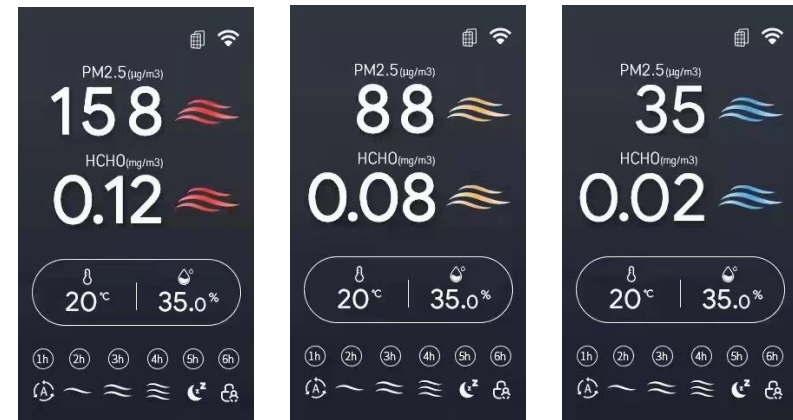 PM2.5(µg/m3)
158
HCHO(mg/m3)
0.12
20℃ 35.0%
1h 2h 3h 4h 5h 6h
A zz
PM2.5(µg/m3)
88
HCHO(mg/m3)
0.08
20℃ 35.0%
1h 2h 3h 4h 5h 6h
A zz
PM2.5(µg/m3)
35
HCHO(mg/m3)
0.02
20℃ 35.0%
1h 2h 3h 4h 5h 6h
A zz